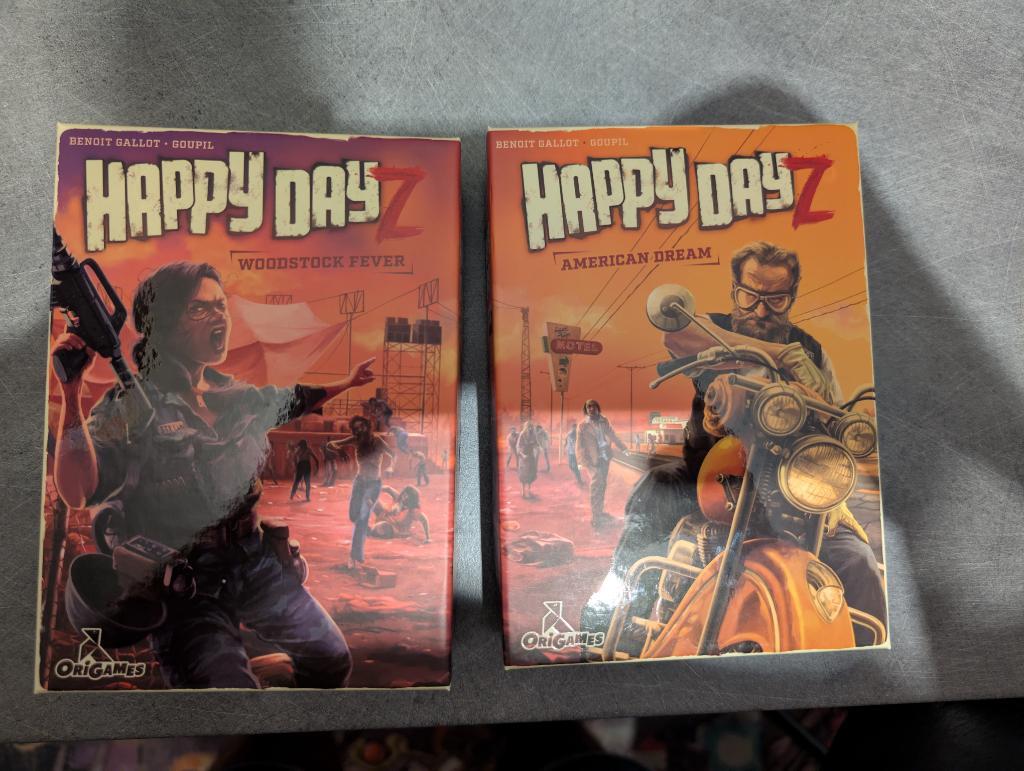 BENOIT GALLOT • GOUPIL
HAPPY DAYZ
WOODSTOCK FEVER
ORIGAMES
BENOIT GALLOT • GOUPIL
HAPPY DAYZ
AMERICAN DREAM
MOTEL
ORIGAMES